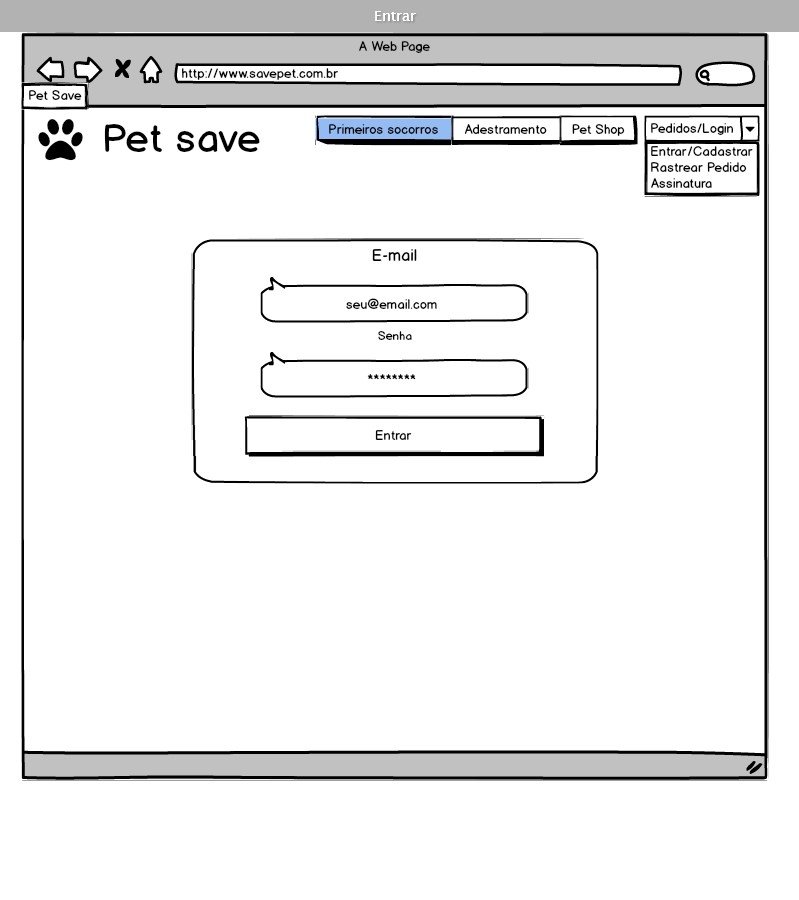 Entrar
A Web Page
http://www.savepet.com.br
Pet Save
Pet save
Primeiros socorros
Adestramento
Pet Shop
Pedidos/Login
Entrar/Cadastrar
Rastrear Pedido
Assinatura
E-mail
seu@email.com
Senha
********
Entrar